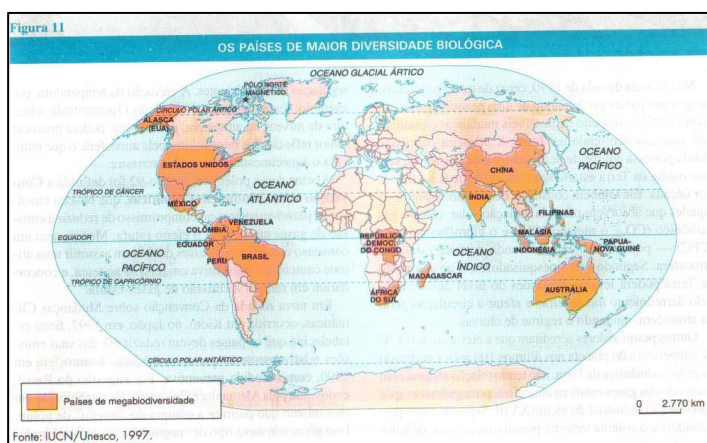 Figura 11
OS PAÍSES DE MAIOR DIVERSIDADE BIOLÓGICA
OCEANO GLACIAL ÁRTICO
PÓLO NORTE
MAGNÉTICO
CÍRCULO POLAR ÁRTICO
ALASCA
(EUA)
ESTADOS UNIDOS
OCEANO
PACÍFICO
CHINA
OCEANO
ATLÂNTICO
TRÓPICO DE CÂNCER
MÉXICO
ÍNDIA
FILIPINAS
VENEZUELA
COLÔMBIA
MALÁSIA
EQUADOR
EQUADOR
REPÚBLICA
DEMOC.
DO CONGO
INDONÉSIA
PAPUA-
NOVA GUINÉ
OCEANO
PACÍFICO
PERU
BRASIL
OCEANO
ÍNDICO
MADAGASCAR
TRÓPICO DE CAPRICÓRNIO
ÁFRICA
DO SUL
AUSTRÁLIA
CÍRCULO POLAR ANTÁRTICO
Países de megabiodiversidade
0 2.770 km
Fonte: IUCN/Unesco, 1997.